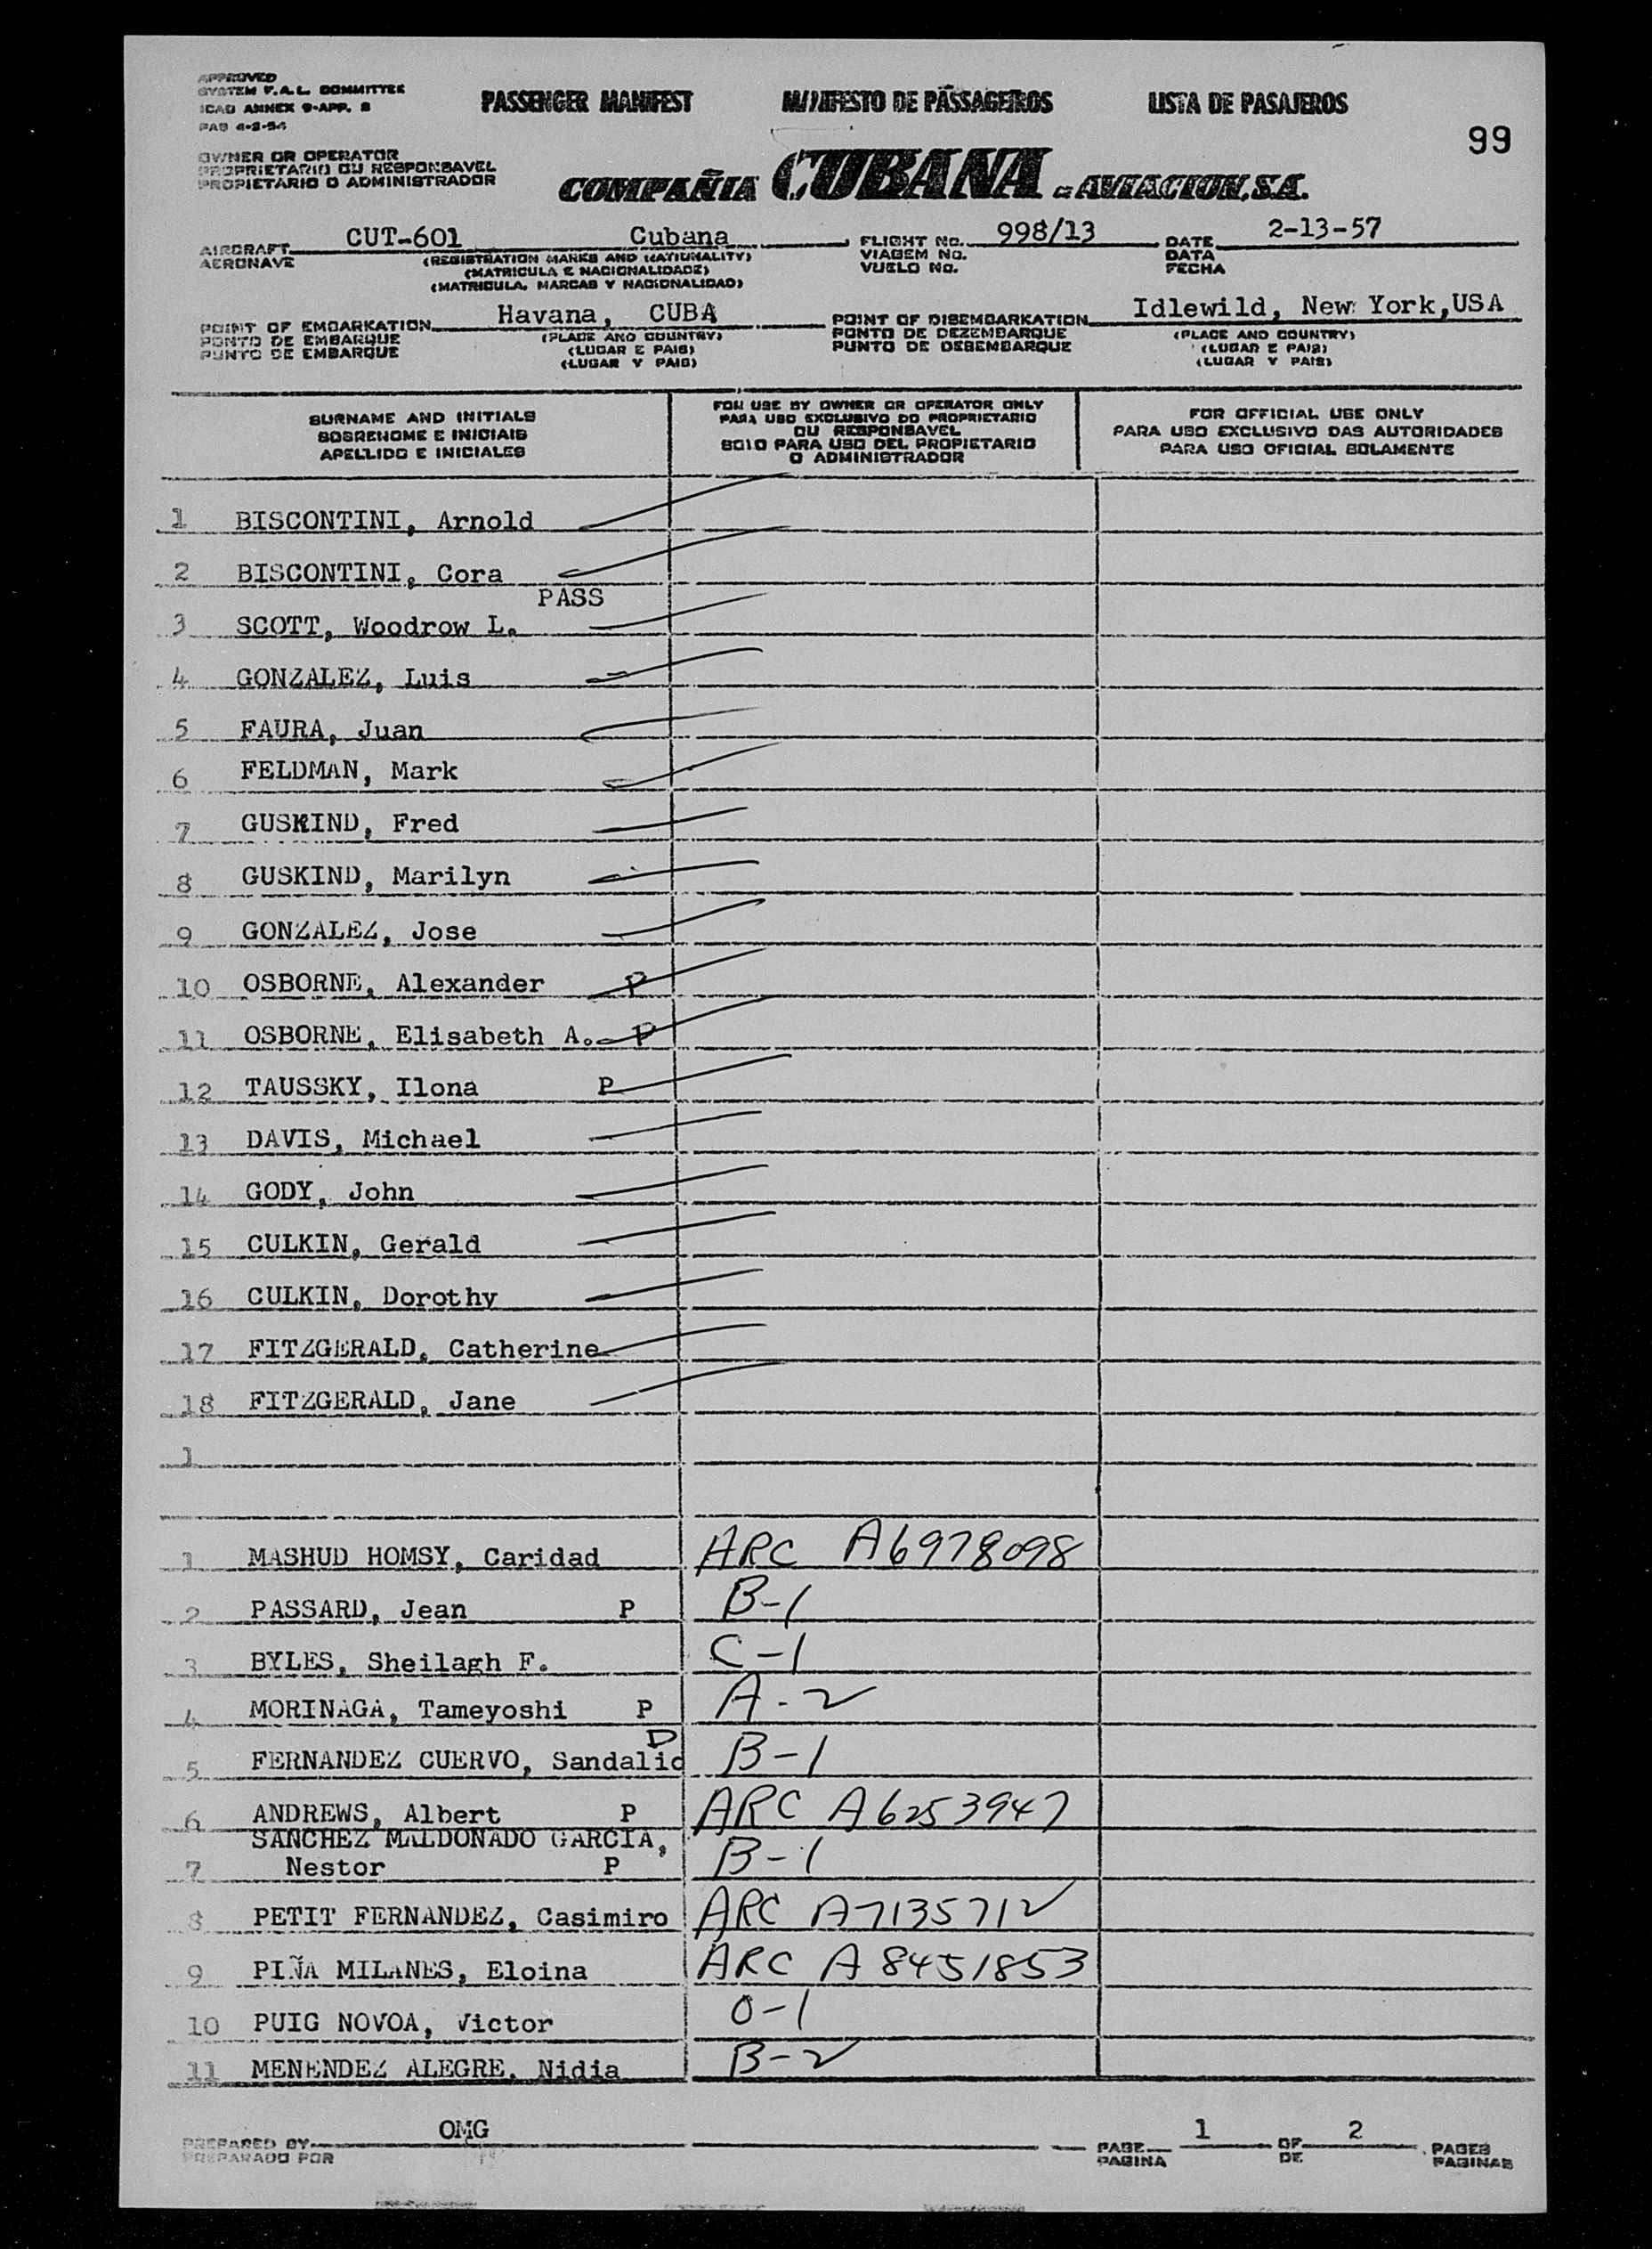 APPROVED
SYSTEM F.A.L. COMMITTEE
ICAO ANNEX 9-APP. 8
PAS 4-2-54
PASSENGER MANIFEST MANIFESTO DE PASSAGEIROS LISTA DE PASAJEROS
99
OWNER OR OPERATOR
PROPRIETARIO OU RESPONSAVEL
PROPIETARIO O ADMINISTRADOR
COMPAÑIA CUBANA DE AVIACION, S.A.
AIRCRAFT CUT-601 Cubana FLIGHT No. 998/13 DATE 2-13-57
AERONAVE (REGISTRATION MARKS AND NATIONALITY) VIAGEM No. DATA
(MATRICULA E NACIONALIDADE) VUELO No. FECHA
(MATRICULA, MARCAS Y NACIONALIDAD)
POINT OF EMBARKATION Havana, CUBA POINT OF DISEMBARKATION Idlewild, New York,USA
PONTO DE EMBARQUE (PLACE AND COUNTRY) PONTO DE DEZEMBARQUE (PLACE AND COUNTRY)
PUNTO DE EMBARQUE (LUGAR E PAIS) PUNTO DE DESEMBARQUE (LUGAR E PAIS)
(LUGAR Y PAIS) (LUGAR Y PAIS)
SURNAME AND INITIALS
SOBRENOME E INICIAIS
APELLIDO E INICIALES
FOR USE BY OWNER OR OPERATOR ONLY
PARA USO EXCLUSIVO DO PROPRIETARIO
OU RESPONSAVEL
SOLO PARA USO DEL PROPIETARIO
O ADMINISTRADOR
FOR OFFICIAL USE ONLY
PARA USO EXCLUSIVO DAS AUTORIDADES
PARA USO OFICIAL SOLAMENTE
1 BISCONTINI, Arnold
2 BISCONTINI, Cora
PASS
3 SCOTT, Woodrow L.
4 GONZALEZ, Luis
5 FAURA, Juan
6 FELDMAN, Mark
7 GUSKIND, Fred
8 GUSKIND, Marilyn
9 GONZALEZ, Jose
10 OSBORNE, Alexander P
11 OSBORNE, Elisabeth A. P
12 TAUSSKY, Ilona P
13 DAVIS, Michael
14 GODY, John
15 CULKIN, Gerald
16 CULKIN, Dorothy
17 FITZGERALD, Catherine
18 FITZGERALD, Jane
1
1 MASHUD HOMSY, Caridad ARC A6978098
2 PASSARD, Jean P B-1
3 BYLES, Sheilagh F. C-1
4 MORINAGA, Tameyoshi P A-2
5 FERNANDEZ CUERVO, Sandalio P B-1
6 ANDREWS, Albert P ARC A6253947
SANCHEZ MALDONADO GARCIA,
7 Nestor P B-1
8 PETIT FERNANDEZ, Casimiro ARC A7135712
9 PIÑA MILANES, Eloina ARC A8451853
10 PUIG NOVOA, Victor O-1
11 MENENDEZ ALEGRE, Nidia B-2
PREPARED BY OMG PAGE 1 OF 2 PAGES
PREPARADO POR PAGINA DE PAGINAS